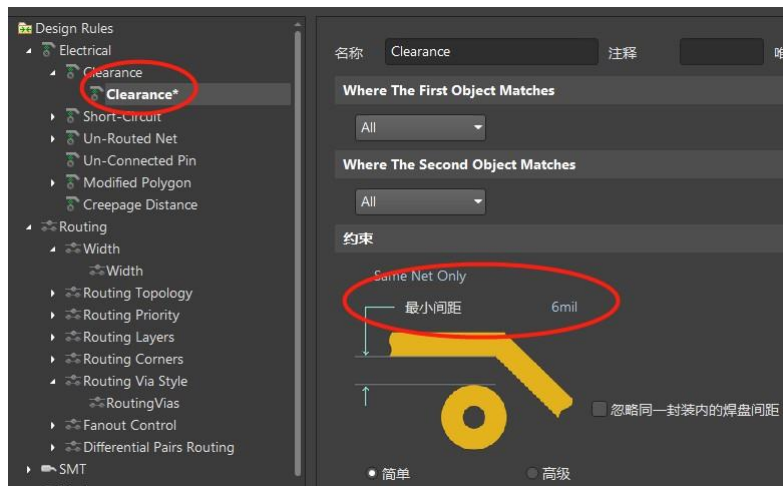 Design Rules
Electrical
Clearance
Clearance*
Short-Circuit
Un-Routed Net
Un-Connected Pin
Modified Polygon
Creepage Distance
Routing
Width
Width
Routing Topology
Routing Priority
Routing Layers
Routing Corners
Routing Via Style
RoutingVias
Fanout Control
Differential Pairs Routing
SMT
名称 Clearance 注释
Where The First Object Matches
All
Where The Second Object Matches
All
约束
Same Net Only
最小间距 6mil
忽略同一封装内的焊盘间距
简单 高级